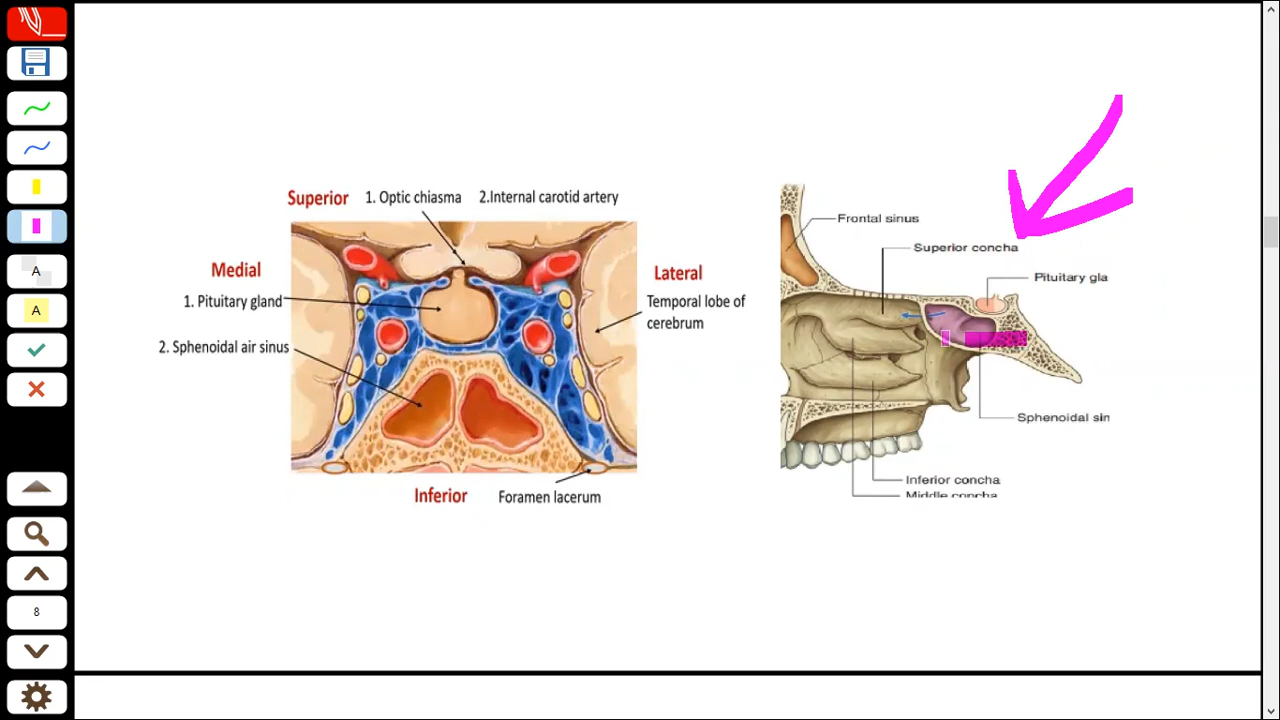 A
A
8
Superior
1. Optic chiasma
2.Internal carotid artery
Medial
1. Pituitary gland
2. Sphenoidal air sinus
Lateral
Temporal lobe of
cerebrum
Inferior
Foramen lacerum
Frontal sinus
Superior concha
Pituitary gla
Sphenoidal sin
Inferior concha
Middle concha